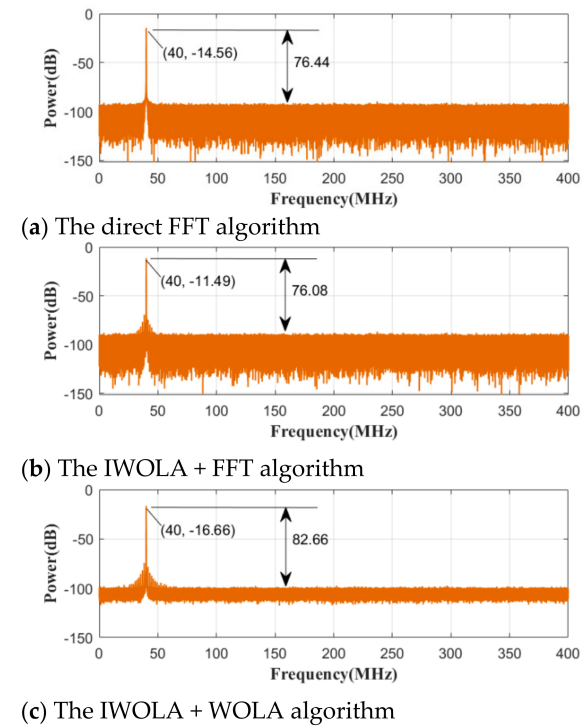 0
(40, -14.56)
76.44
-50
-100
-150
Power(dB)
0 50 100 150 200 250 300 350 400
Frequency(MHz)
(a) The direct FFT algorithm
0
(40, -11.49)
76.08
-50
-100
-150
Power(dB)
0 50 100 150 200 250 300 350 400
Frequency(MHz)
(b) The IWOLA + FFT algorithm
0
(40, -16.66)
82.66
-50
-100
-150
Power(dB)
0 50 100 150 200 250 300 350 400
Frequency(MHz)
(c) The IWOLA + WOLA algorithm